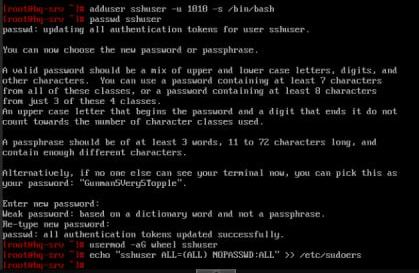 [root@hq-srv ~]# adduser sshuser -u 1010 -s /bin/bash
[root@hq-srv ~]# passwd sshuser
passwd: updating all authentication tokens for user sshuser.
You can now choose the new password or passphrase.
A valid password should be a mix of upper and lower case letters, digits, and
other characters.  You can use a password containing at least 7 characters
from all of these classes, or a password containing at least 8 characters
from just 3 of these 4 classes.
An upper case letter that begins the password and a digit that ends it do not
count towards the number of character classes used.
A passphrase should be of at least 3 words, 11 to 72 characters long, and
contain enough different characters.
Alternatively, if no one else can see your terminal now, you can pick this as
your password: "Gunman5Very5Topple".
Enter new password:
Weak password: based on a dictionary word and not a passphrase.
Re-type new password:
passwd: all authentication tokens updated successfully.
[root@hq-srv ~]# usermod -aG wheel sshuser
[root@hq-srv ~]# echo "sshuser ALL=(ALL) NOPASSWD:ALL" >> /etc/sudoers